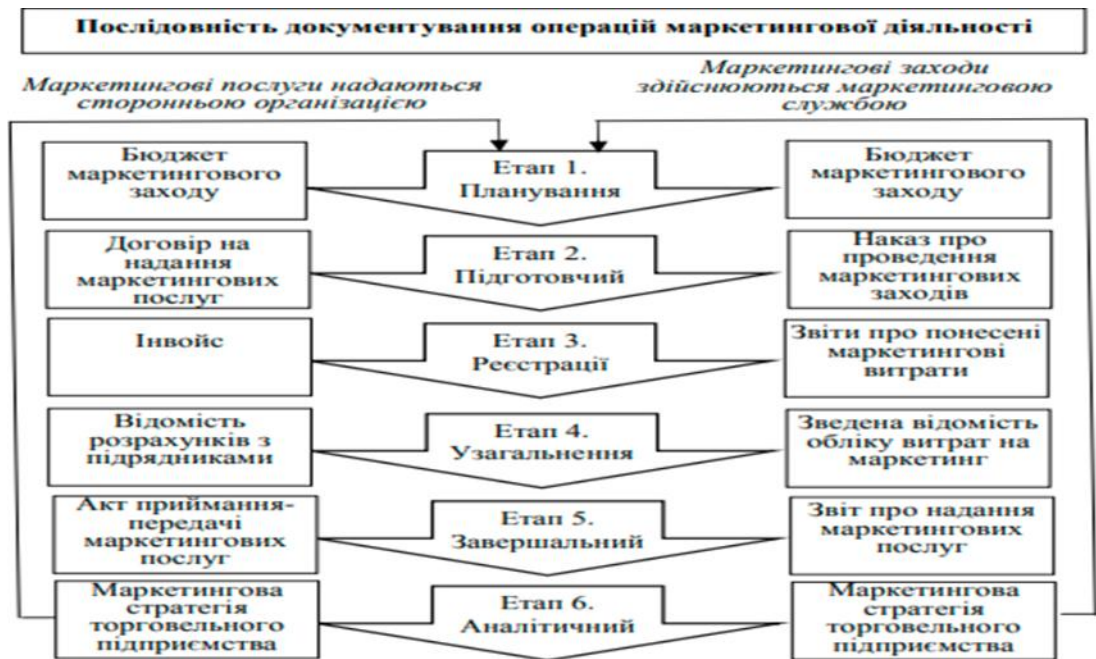 Послідовність документування операцій маркетингової діяльності
Маркетингові послуги надаються
сторонньою організацією
Маркетингові заходи
здійснюються маркетинговою
службою
Бюджет
маркетингового
заходу
Етап 1.
Планування
Бюджет
маркетингового
заходу
Договір на
надання
маркетингових
послуг
Етап 2.
Підготовчий
Наказ про
проведення
маркетингових
заходів
Інвойс
Етап 3.
Реєстрації
Звіти про понесені
маркетингові
витрати
Відомість
розрахунків з
підрядниками
Етап 4.
Узагальнення
Зведена відомість
обліку витрат на
маркетинг
Акт приймання-
передачі
маркетингових
послуг
Етап 5.
Завершальний
Звіт про надання
маркетингових
послуг
Маркетингова
стратегія
торговельного
підприємства
Етап 6.
Аналітичний
Маркетингова
стратегія
торговельного
підприємства